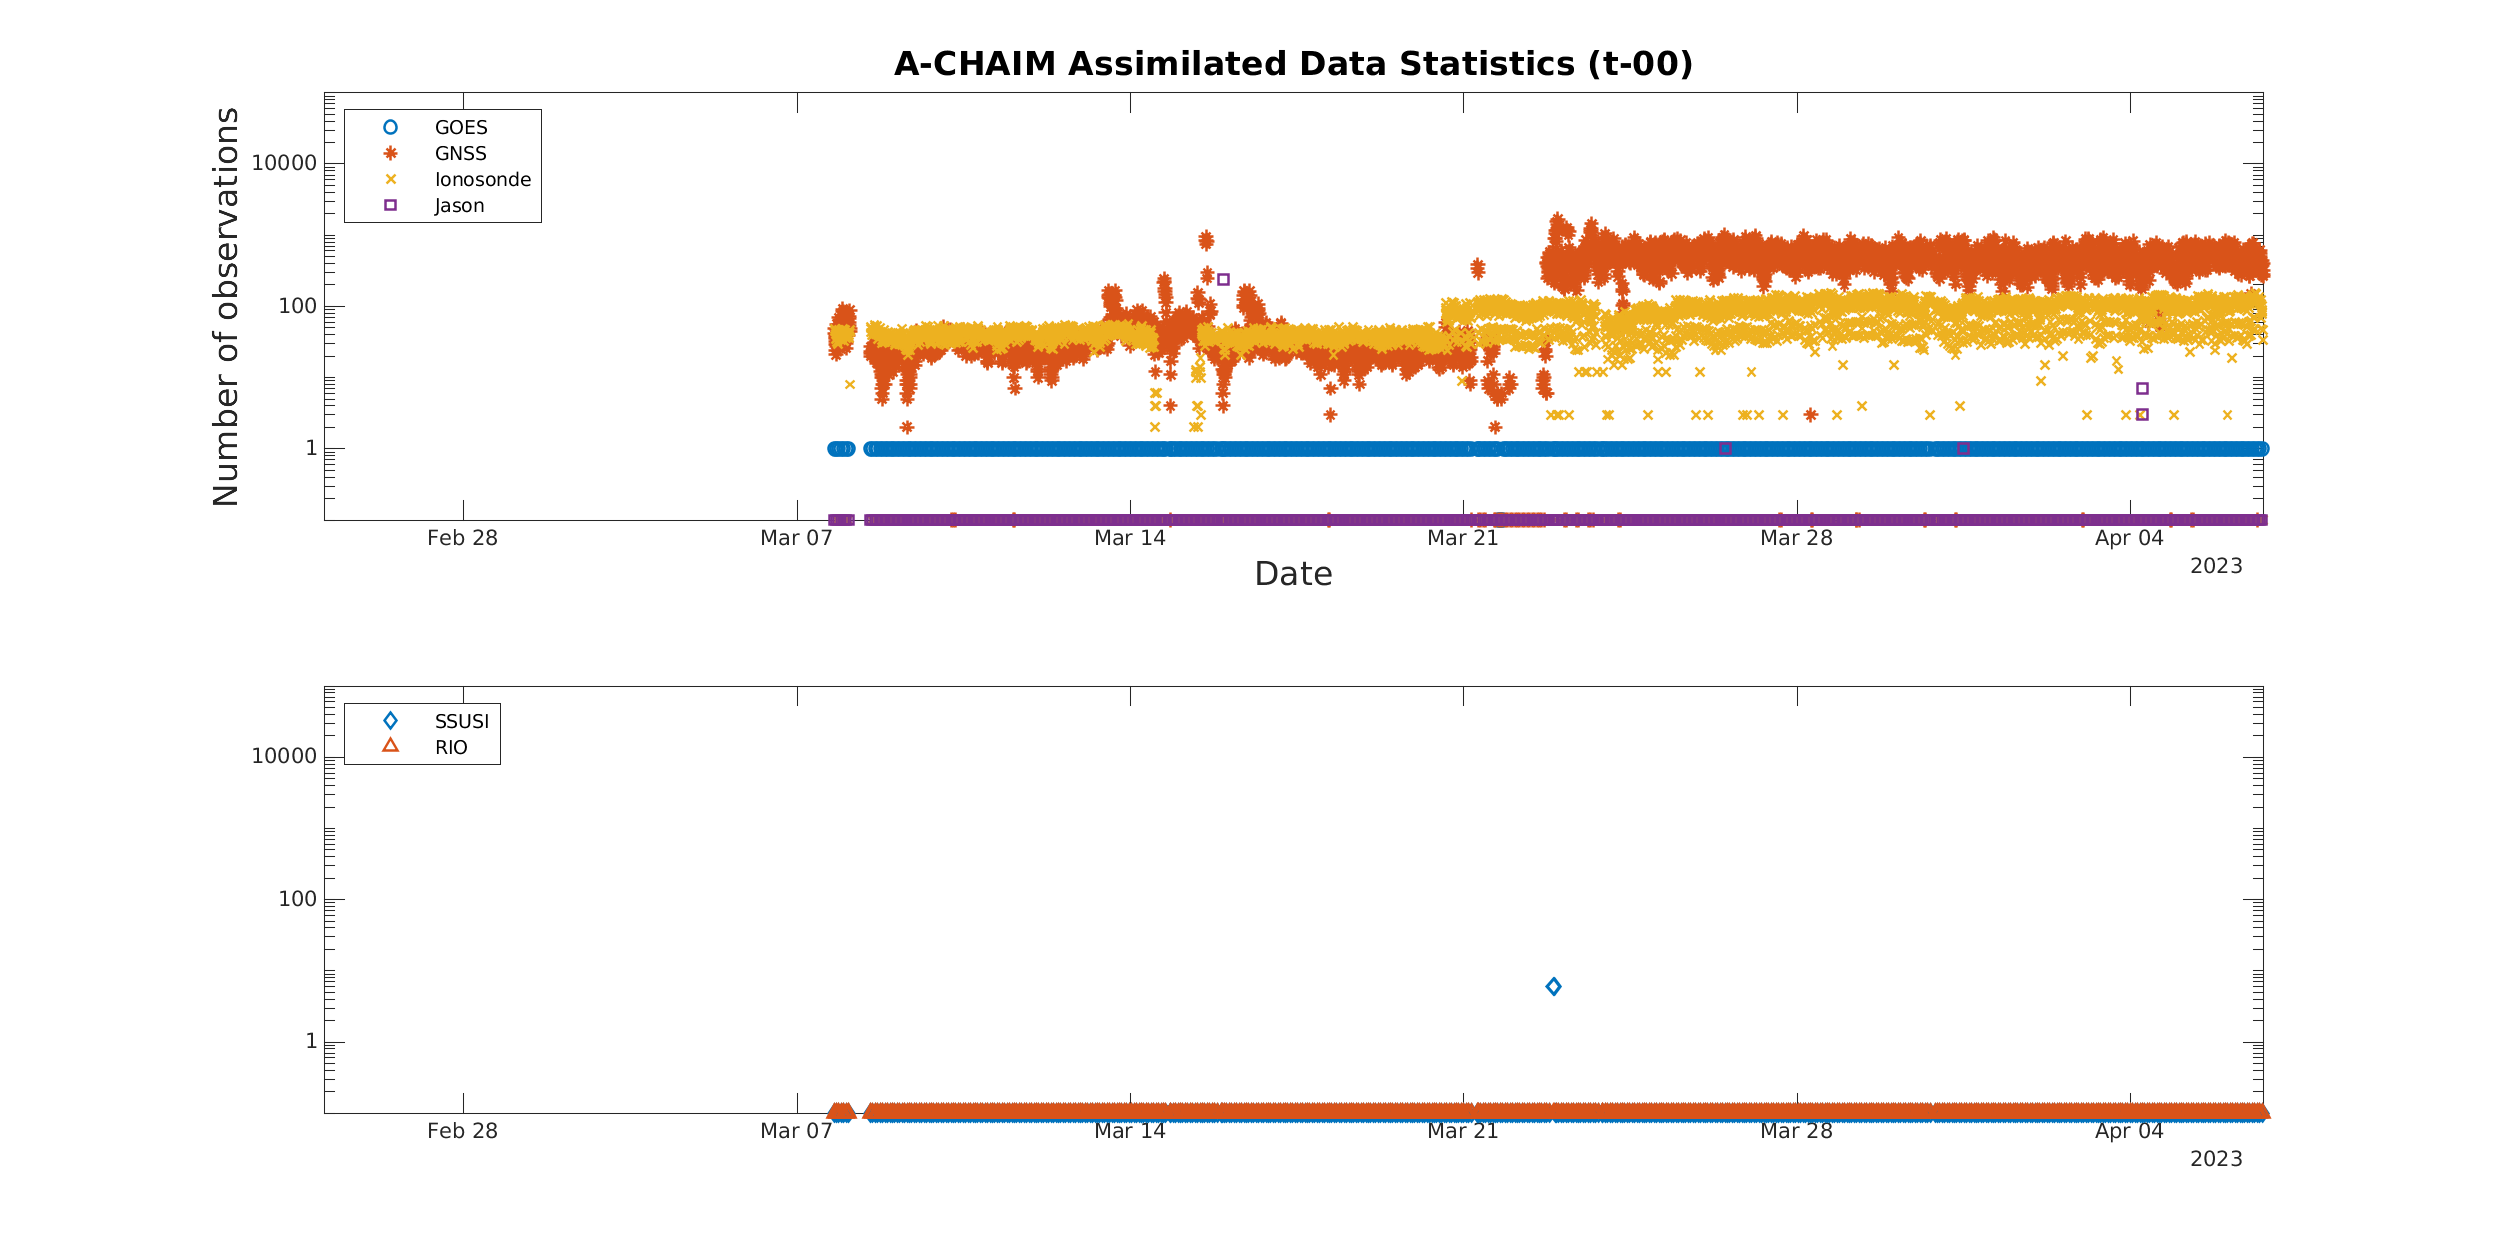 A-CHAIM Assimilated Data Statistics (t-00)
Number of observations
10000
100
1
GOES
GNSS
Ionosonde
Jason
Feb 28
Mar 07
Mar 14
Mar 21
Mar 28
Apr 04
2023
Date
10000
100
1
SSUSI
RIO
Feb 28
Mar 07
Mar 14
Mar 21
Mar 28
Apr 04
2023